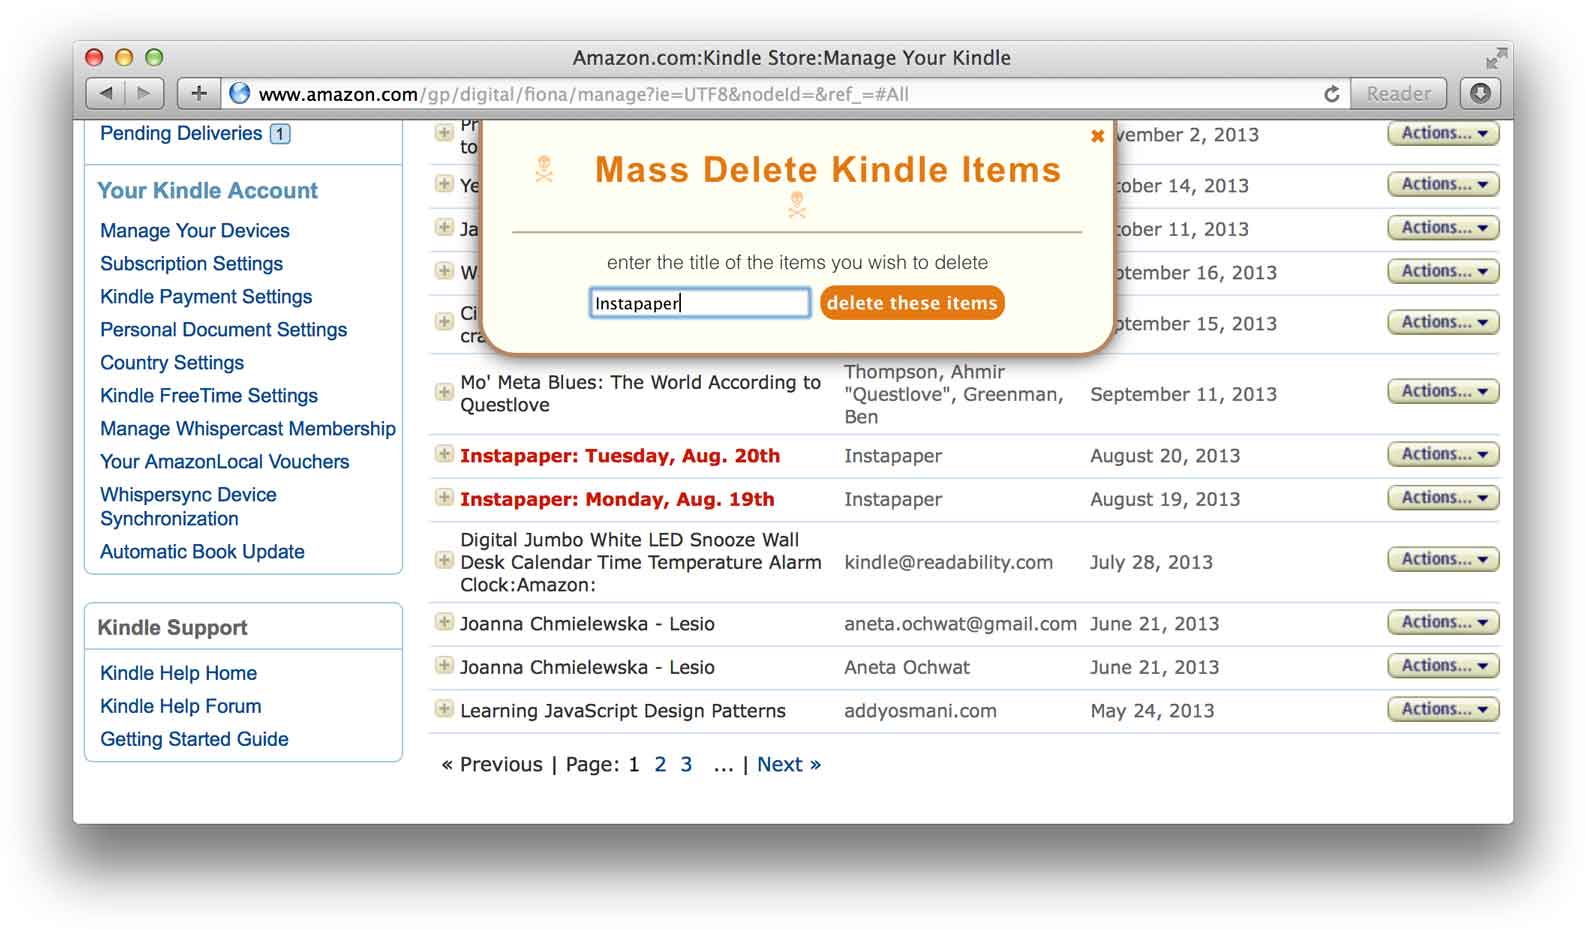 Amazon.com:Kindle Store:Manage Your Kindle
www.amazon.com/gp/digital/fiona/manage?ie=UTF8&nodeId=&ref_=#All
Reader
Pending Deliveries 1
Your Kindle Account
Manage Your Devices
Subscription Settings
Kindle Payment Settings
Personal Document Settings
Country Settings
Kindle FreeTime Settings
Manage Whispercast Membership
Your AmazonLocal Vouchers
Whispersync Device
Synchronization
Automatic Book Update
Kindle Support
Kindle Help Home
Kindle Help Forum
Getting Started Guide
Mass Delete Kindle Items
enter the title of the items you wish to delete
Instapaper
delete these items
Pr
to
vember 2, 2013 Actions...
Ye
tober 14, 2013 Actions...
Ja
tober 11, 2013 Actions...
W
ptember 16, 2013 Actions...
Ci
cra
ptember 15, 2013 Actions...
Mo' Meta Blues: The World According to
Questlove
Thompson, Ahmir
"Questlove", Greenman,
Ben
September 11, 2013 Actions...
Instapaper: Tuesday, Aug. 20th Instapaper August 20, 2013 Actions...
Instapaper: Monday, Aug. 19th Instapaper August 19, 2013 Actions...
Digital Jumbo White LED Snooze Wall
Desk Calendar Time Temperature Alarm
Clock:Amazon:
kindle@readability.com July 28, 2013 Actions...
Joanna Chmielewska - Lesio aneta.ochwat@gmail.com June 21, 2013 Actions...
Joanna Chmielewska - Lesio Aneta Ochwat June 21, 2013 Actions...
Learning JavaScript Design Patterns addyosmani.com May 24, 2013 Actions...
« Previous | Page: 1 2 3 ... | Next »